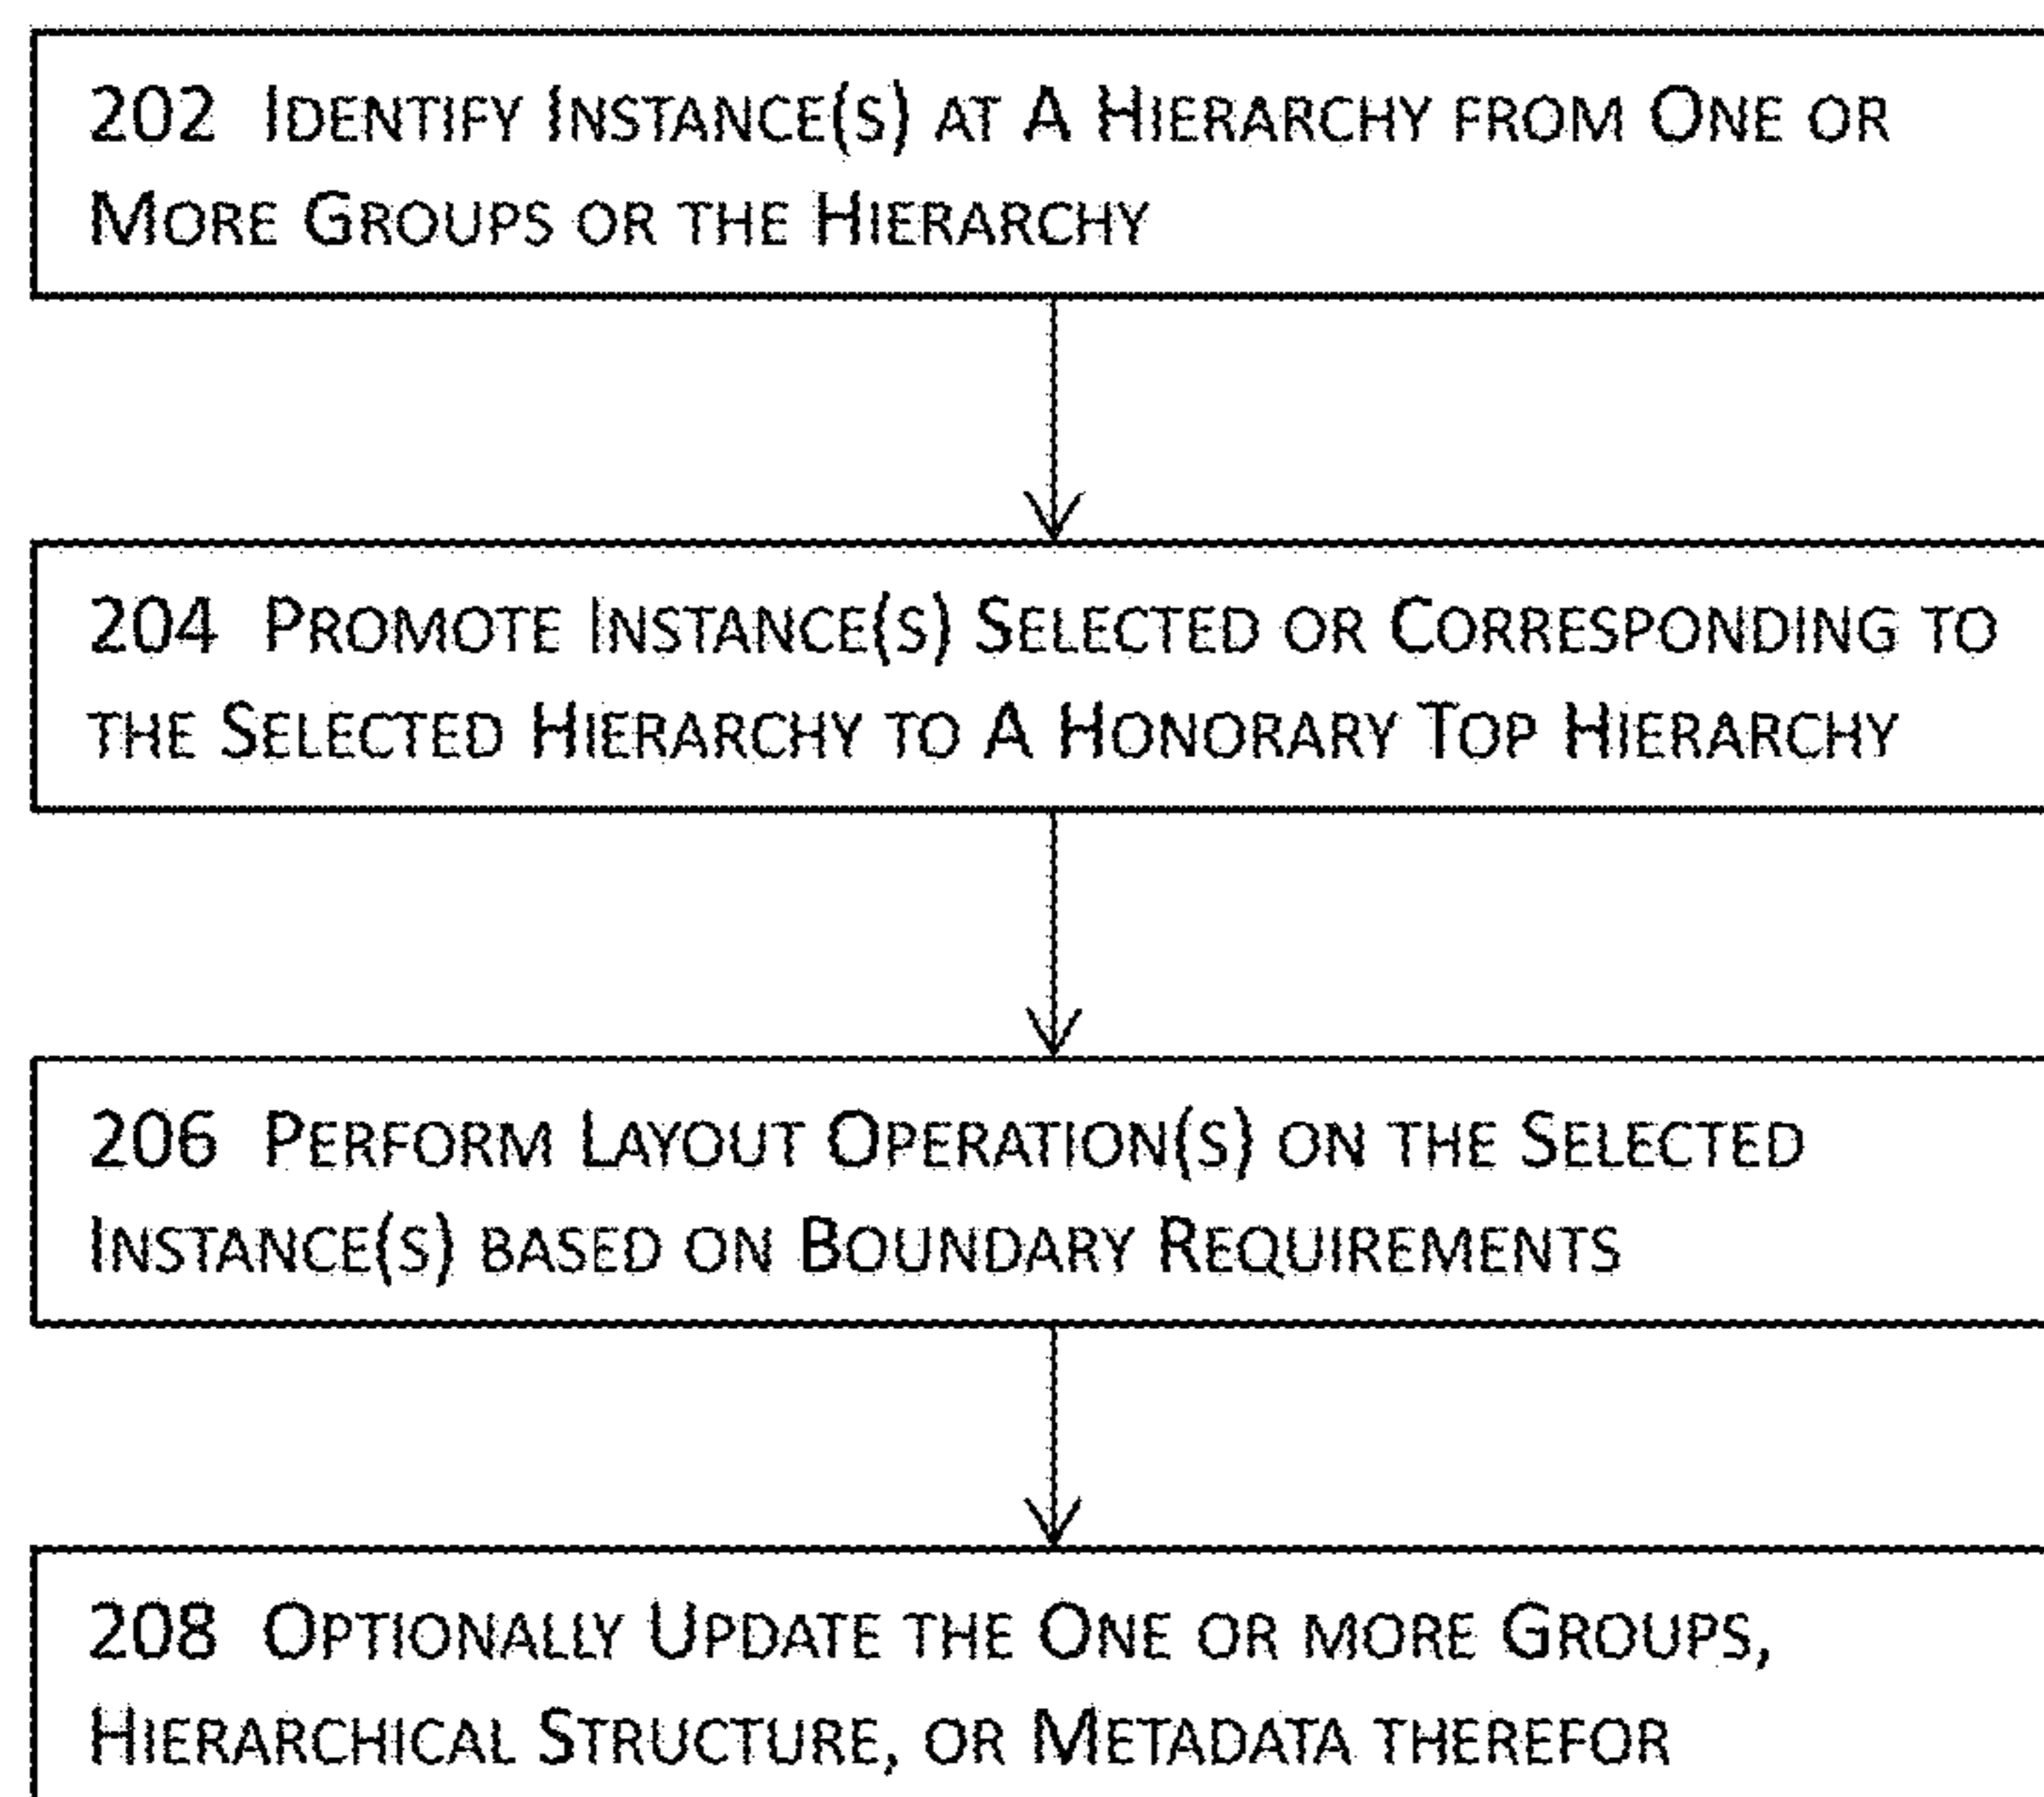 202 Identify Instance(s) at A Hierarchy from One or
More Groups or the Hierarchy
204 Promote Instance(s) Selected or Corresponding to
the Selected Hierarchy to A Honorary Top Hierarchy
206 Perform Layout Operation(s) on the Selected
Instance(s) based on Boundary Requirements
208 Optionally Update the One or more Groups,
Hierarchical Structure, or Metadata therefor